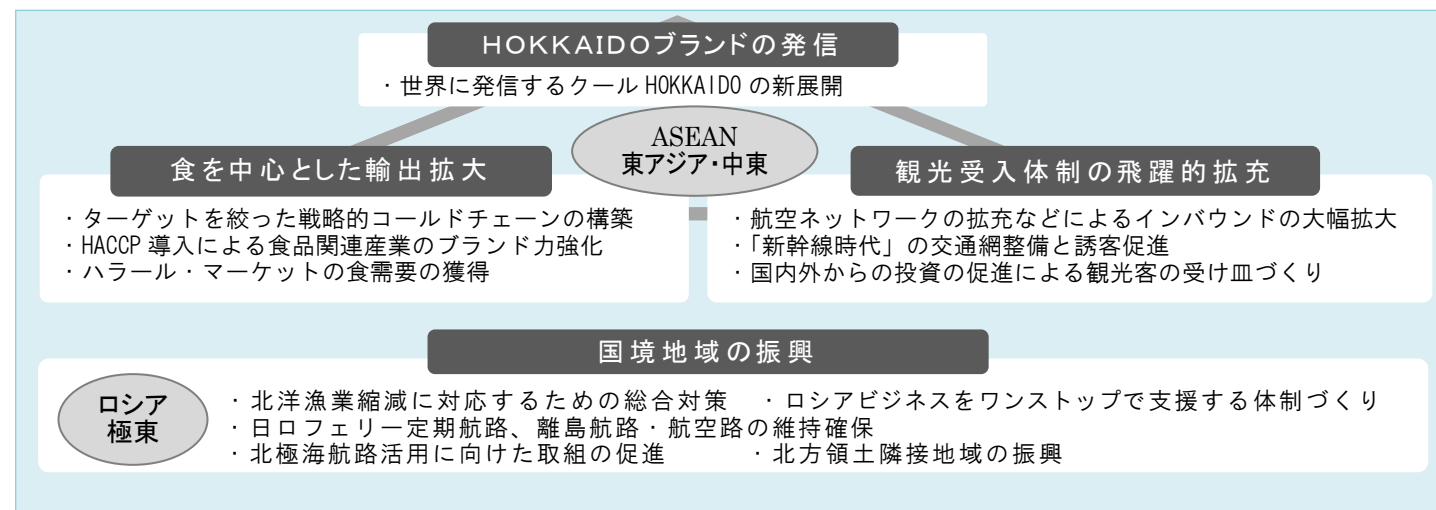 HOKKAIDOブランドの発信
・世界に発信するクール HOKKAIDO の新展開
ASEAN
東アジア・中東
食を中心とした輸出拡大
・ターゲットを絞った戦略的コールドチェーンの構築
・HACCP 導入による食品関連産業のブランド力強化
・ハラール・マーケットの食需要の獲得
観光受入体制の飛躍的拡充
・航空ネットワークの拡充などによるインバウンドの大幅拡大
・「新幹線時代」の交通網整備と誘客促進
・国内外からの投資の促進による観光客の受け皿づくり
国境地域の振興
ロシア
極東
・北洋漁業縮減に対応するための総合対策　・ロシアビジネスをワンストップで支援する体制づくり
・日ロフェリー定期航路、離島航路・航空路の維持確保
・北極海航路活用に向けた取組の促進　・北方領土隣接地域の振興